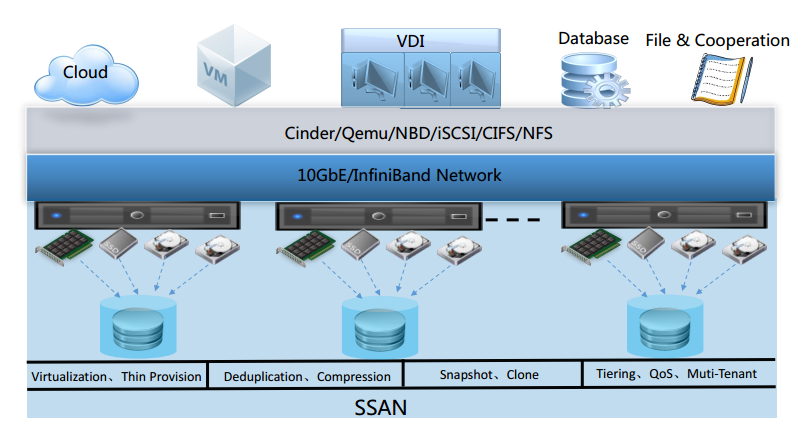 Cloud
VM
VDI
Database
File & Cooperation
Cinder/Qemu/NBD/iSCSI/CIFS/NFS
10GbE/InfiniBand Network
SSD
SSD
SSD
Virtualization、Thin Provision
Deduplication、Compression
Snapshot、Clone
Tiering、QoS、Muti-Tenant
SSAN